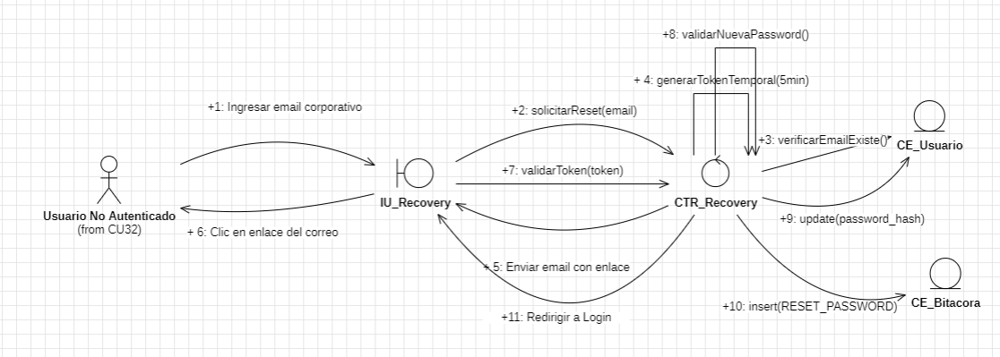 +8: validarNuevaPassword()
+ 4: generarTokenTemporal(5min)
+1: Ingresar email corporativo
+2: solicitarReset(email)
+3: verificarEmailExiste()
CE_Usuario
+7: validarToken(token)
IU_Recovery
CTR_Recovery
Usuario No Autenticado
(from CU32)
+ 6: Clic en enlace del correo
+9: update(password_hash)
+ 5: Enviar email con enlace
+10: insert(RESET_PASSWORD)
CE_Bitacora
+11: Redirigir a Login